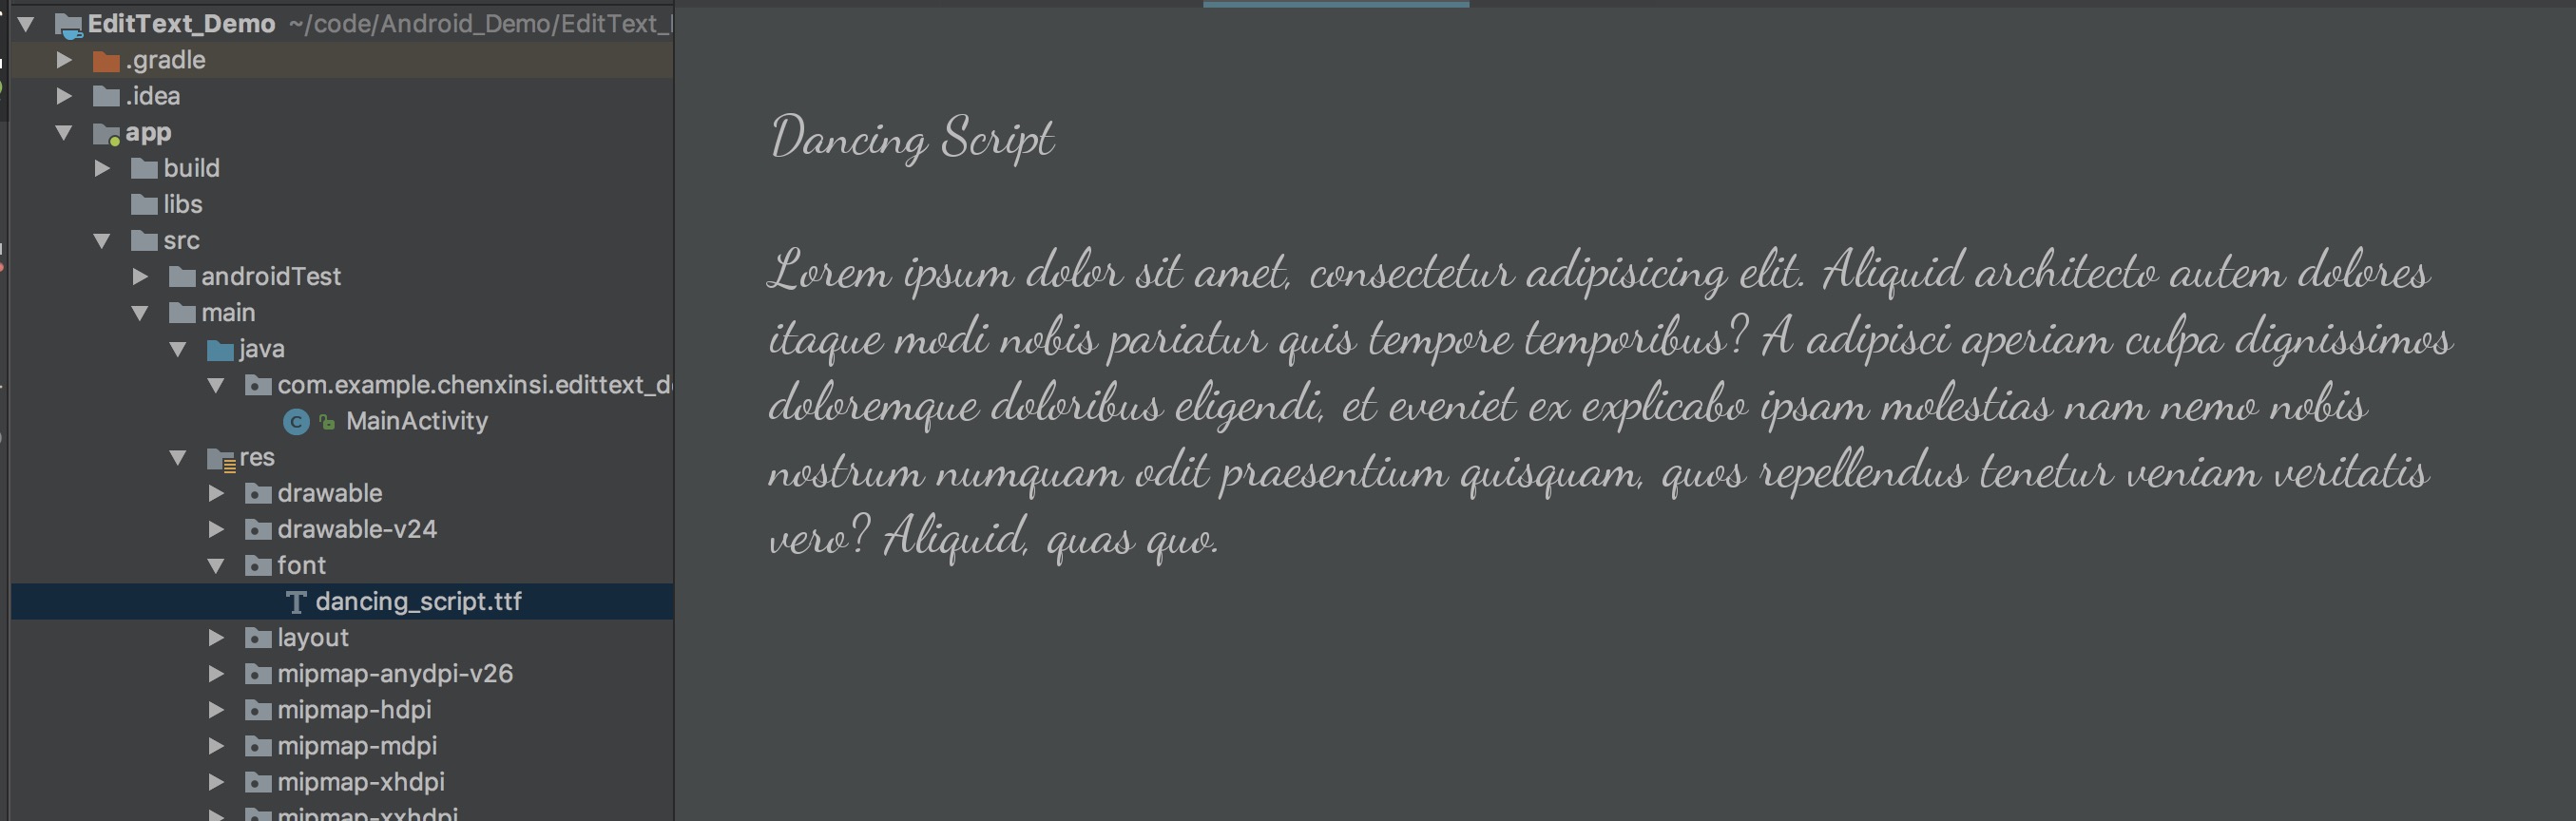 EditText_Demo ~/code/Android_Demo/EditText_
.gradle
.idea
app
build
libs
src
androidTest
main
java
com.example.chenxinsi.edittext_d
MainActivity
res
drawable
drawable-v24
font
dancing_script.ttf
layout
mipmap-anydpi-v26
mipmap-hdpi
mipmap-mdpi
mipmap-xhdpi
mipmap-xxhdpi
Dancing Script
Lorem ipsum dolor sit amet, consectetur adipisicing elit. Aliquid architecto autem dolores
itaque modi nobis pariatur quis tempore temporibus? A adipisci aperiam culpa dignissimos
doloremque doloribus eligendi, et eveniet ex explicabo ipsam molestias nam nemo nobis
nostrum numquam odit praesentium quisquam, quos repellendus tenetur veniam veritatis
vero? Aliquid, quas quo.